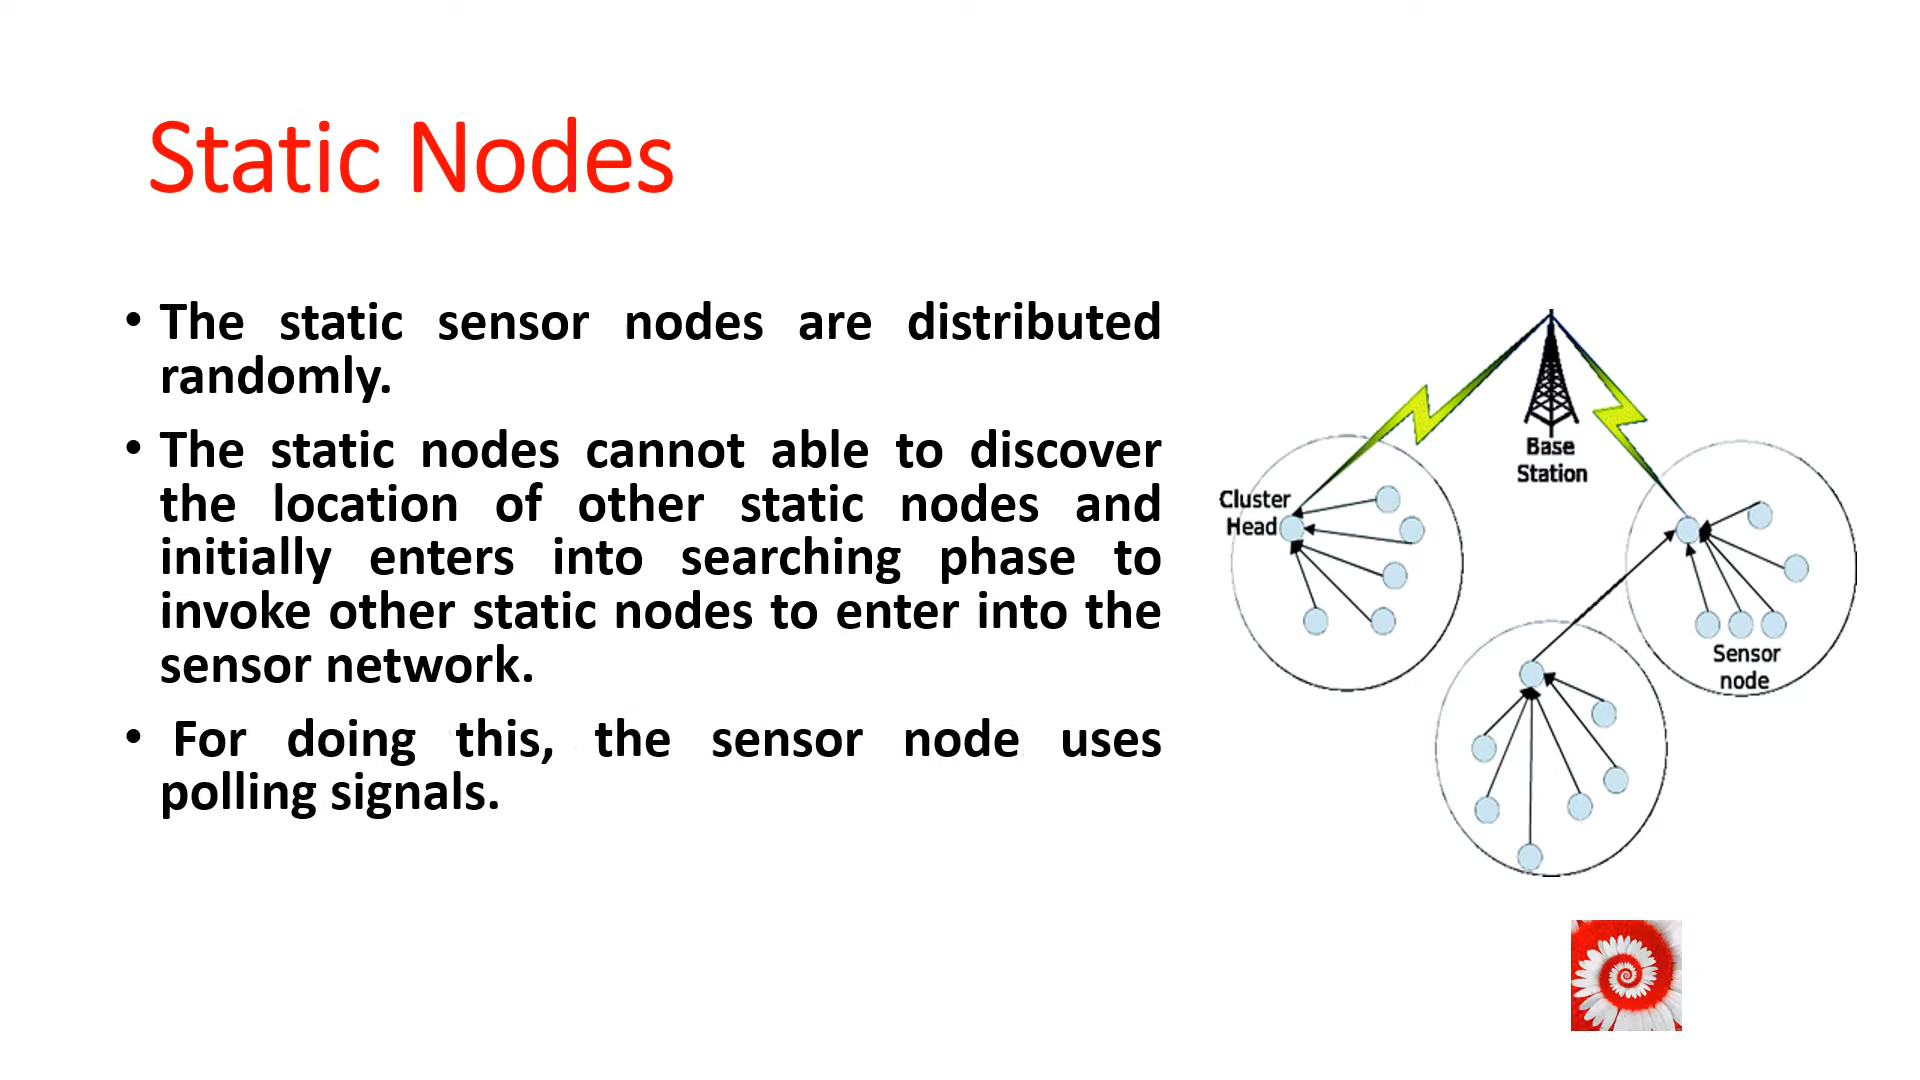 Static Nodes
• The static sensor nodes are distributed
randomly.
• The static nodes cannot able to discover
the location of other static nodes and
initially enters into searching phase to
invoke other static nodes to enter into the
sensor network.
• For doing this, the sensor node uses
polling signals.
Base
Station
Cluster
Head
Sensor
node